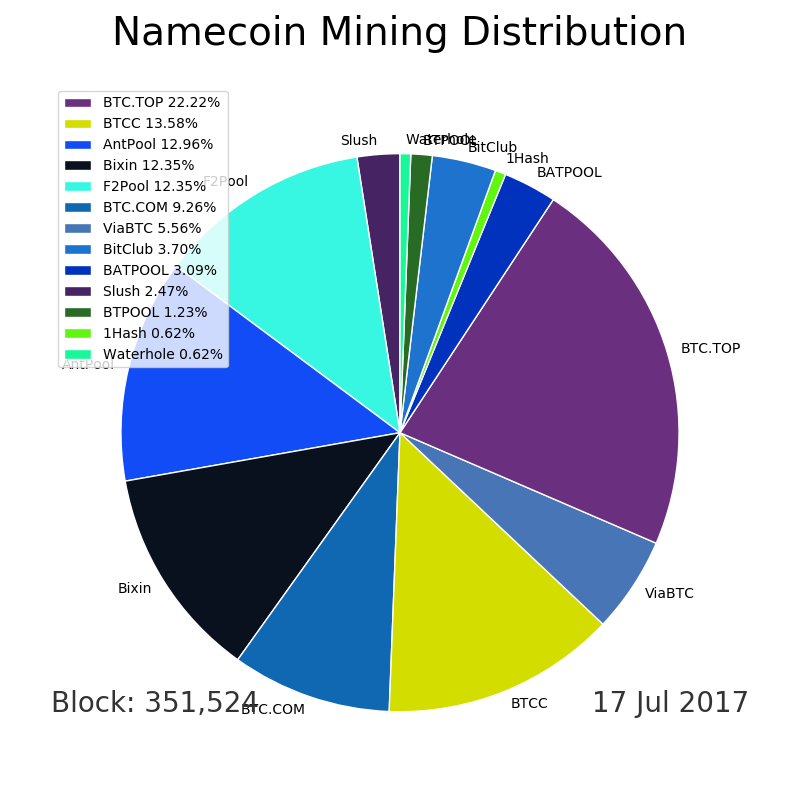 Namecoin Mining Distribution
BTC.TOP 22.22%
BTCC 13.58%
AntPool 12.96%
Bixin 12.35%
F2Pool 12.35%
BTC.COM 9.26%
ViaBTC 5.56%
BitClub 3.70%
BATPOOL 3.09%
Slush 2.47%
BTPOOL 1.23%
1Hash 0.62%
Waterhole 0.62%
Slush
Waterhole
BTPOOL
BitClub
1Hash
BATPOOL
F2Pool
BTC.TOP
AntPool
Bixin
ViaBTC
BTCC
BTC.COM
Block: 351,524
17 Jul 2017